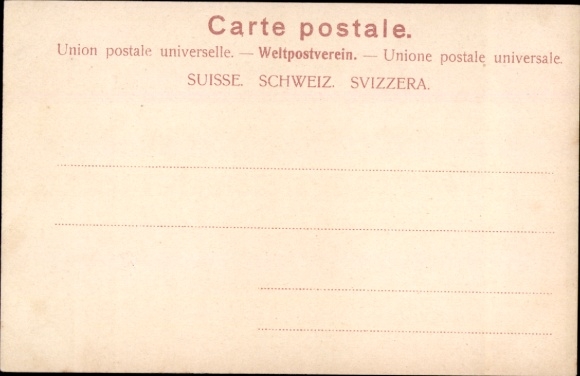 Carte postale.
Union postale universelle. — Weltpostverein. — Unione postale universale.
SUISSE. SCHWEIZ. SVIZZERA.